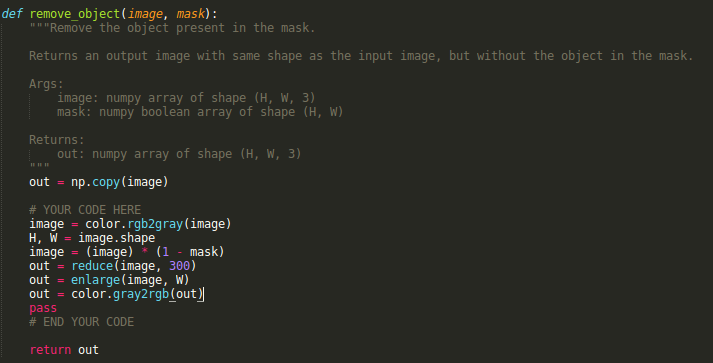 def remove_object(image, mask):
    """Remove the object present in the mask.

    Returns an output image with same shape as the input image, but without the object in the mask.

    Args:
        image: numpy array of shape (H, W, 3)
        mask: numpy boolean array of shape (H, W)

    Returns:
        out: numpy array of shape (H, W, 3)
    """
    out = np.copy(image)

    # YOUR CODE HERE
    image = color.rgb2gray(image)
    H, W = image.shape
    image = (image) * (1 - mask)
    out = reduce(image, 300)
    out = enlarge(image, W)
    out = color.gray2rgb(out)
    pass
    # END YOUR CODE

    return out